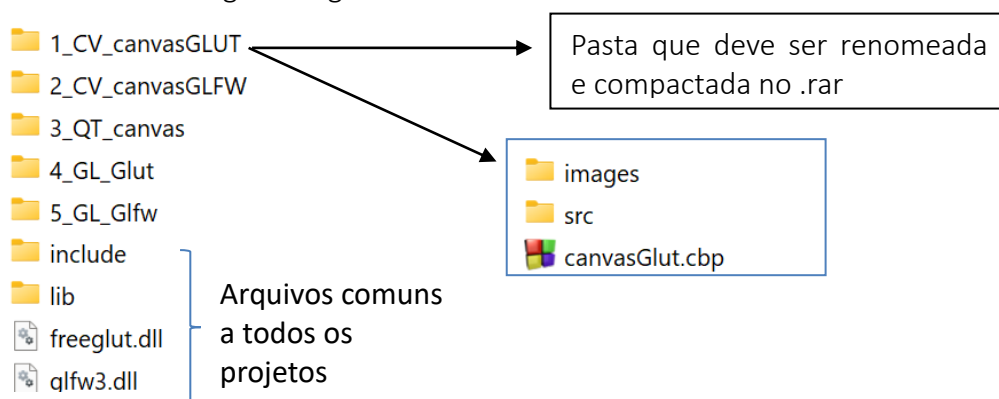 1_CV_canvasGLUT
2_CV_canvasGLFW
3_QT_canvas
4_GL_Glut
5_GL_Glfw
include
lib
freeglut.dll
glfw3.dll
Pasta que deve ser renomeada
e compactada no .rar
images
src
canvasGlut.cbp
Arquivos comuns
a todos os
projetos